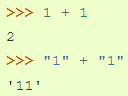 >>> 1 + 1
2
>>> "1" + "1"
'11'